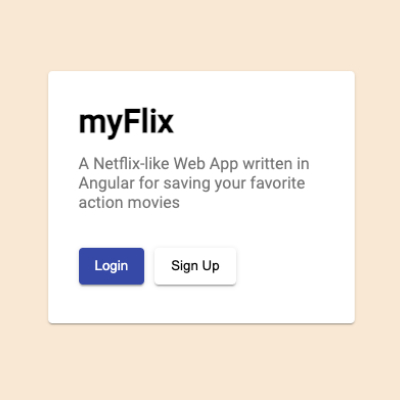 myFlix
A Netflix-like Web App written in
Angular for saving your favorite
action movies
Login
Sign Up